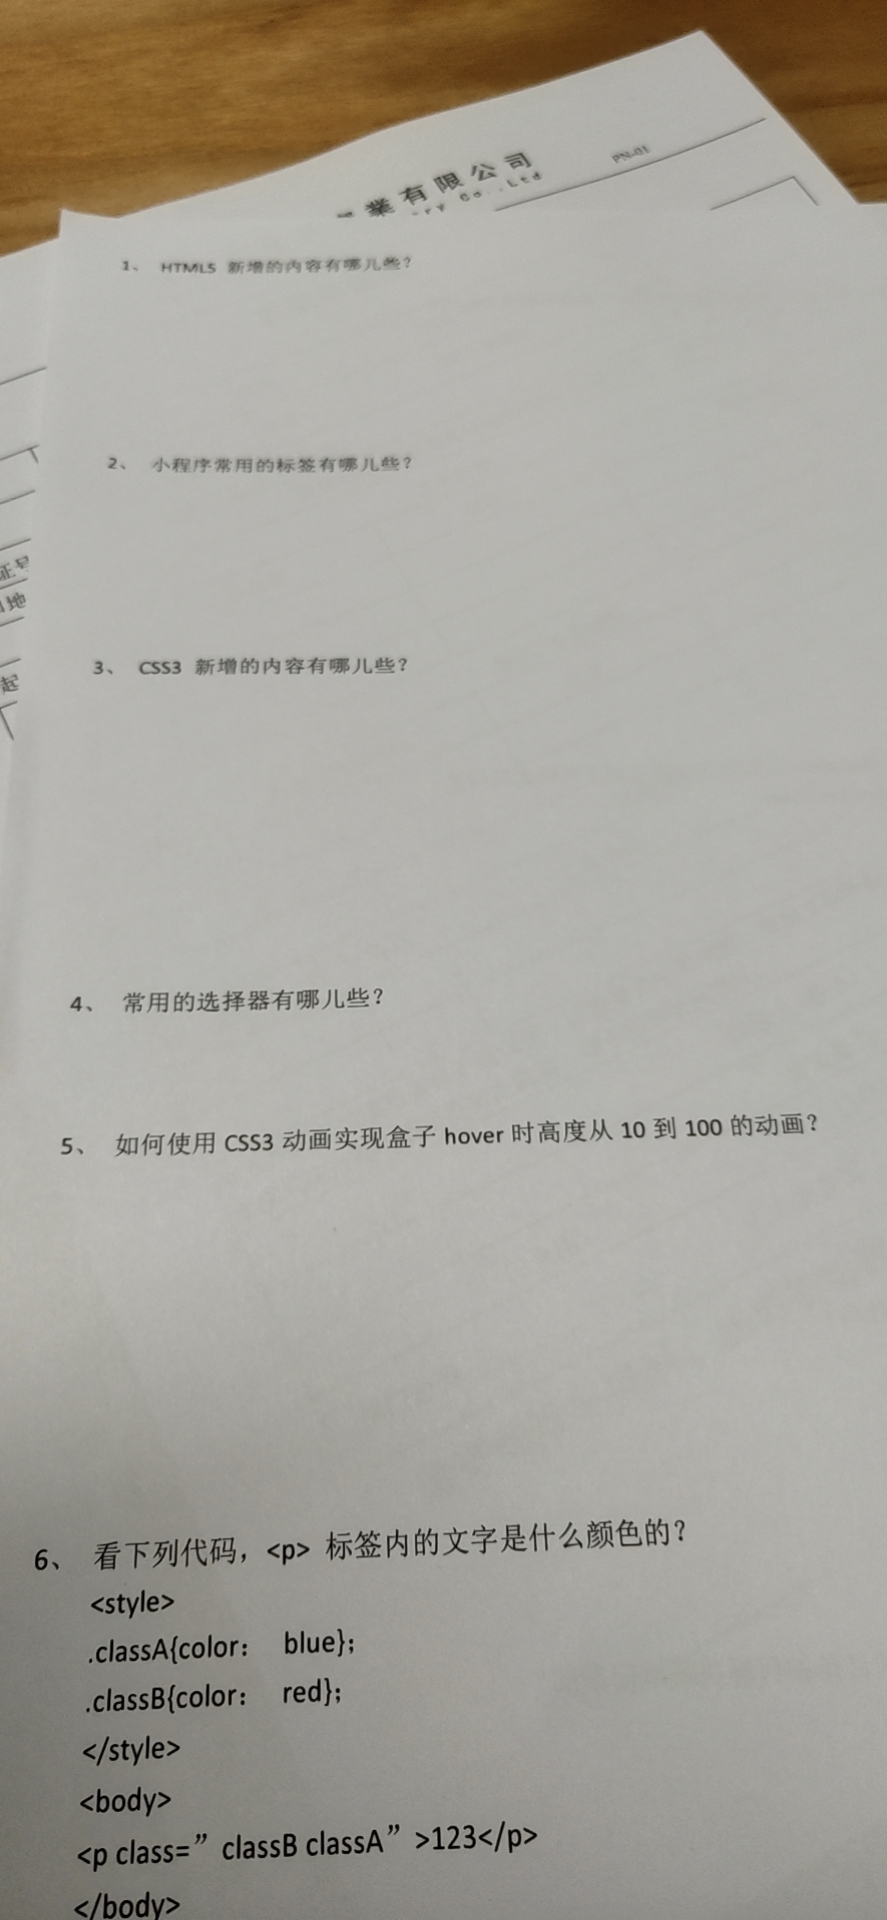 業有限公司
Co.,Ltd
PN-01
证号
地
起
1、 HTML5 新增的内容有哪儿些?
2、 小程序常用的标签有哪儿些?
3、 CSS3 新增的内容有哪儿些?
4、 常用的选择器有哪儿些?
5、 如何使用 CSS3 动画实现盒子 hover 时高度从 10 到 100 的动画?
6、 看下列代码，<p> 标签内的文字是什么颜色的?
<style>
.classA{color： blue};
.classB{color： red};
</style>
<body>
<p class=” classB classA” >123</p>
</body>